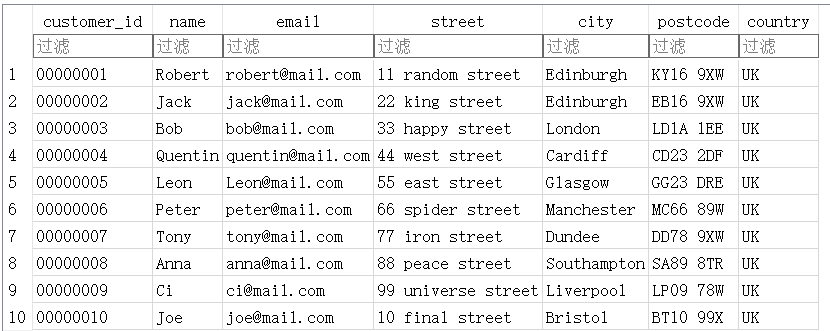 customer_id name email street city postcode country
过滤 过滤 过滤 过滤 过滤 过滤 过滤
1 00000001 Robert robert@mail.com 11 random street Edinburgh KY16 9XW UK
2 00000002 Jack jack@mail.com 22 king street Edinburgh EB16 9XW UK
3 00000003 Bob bob@mail.com 33 happy street London LD1A 1EE UK
4 00000004 Quentin quentin@mail.com 44 west street Cardiff CD23 2DF UK
5 00000005 Leon Leon@mail.com 55 east street Glasgow GG23 DRE UK
6 00000006 Peter peter@mail.com 66 spider street Manchester MC66 89W UK
7 00000007 Tony tony@mail.com 77 iron street Dundee DD78 9XW UK
8 00000008 Anna anna@mail.com 88 peace street Southampton SA89 8TR UK
9 00000009 Ci ci@mail.com 99 universe street Liverpool LP09 78W UK
10 00000010 Joe joe@mail.com 10 final street Bristol BT10 99X UK